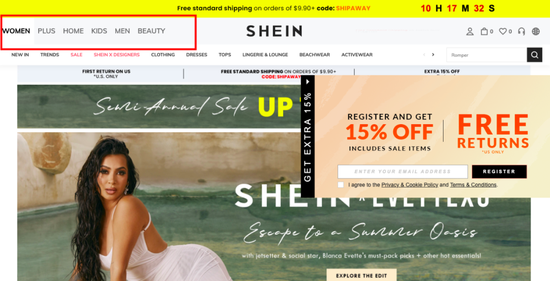 Free standard shipping on orders of $9.90+ code: SHIPAWAY 10 H 17 M 32 S
WOMEN PLUS HOME KIDS MEN BEAUTY
SHEIN
0 0
NEW IN TRENDS SALE SHEIN X DESIGNERS CLOTHING DRESSES TOPS LINGERIE & LOUNGE BEACHWEAR ACTIVEWEAR Romper
FIRST RETURN ON US
*U.S. ONLY
FREE STANDARD SHIPPING ON ORDERS OF $9.90+
CODE: SHIPAWAY
EXTRA 15% OFF
Semi-Annual Sale UP
GET EXTRA 15%
REGISTER AND GET
15% OFF
INCLUDES SALE ITEMS
FREE
RETURNS
*US ONLY
ENTER YOUR EMAIL ADDRESS
REGISTER
I agree to the Privacy & Cookie Policy and Terms & Conditions.
SHEIN
Escape to a Summer Oasis
with jetsetter & social star, Blanca Evette's must-pack picks + other hot essentials!
EXPLORE THE EDIT